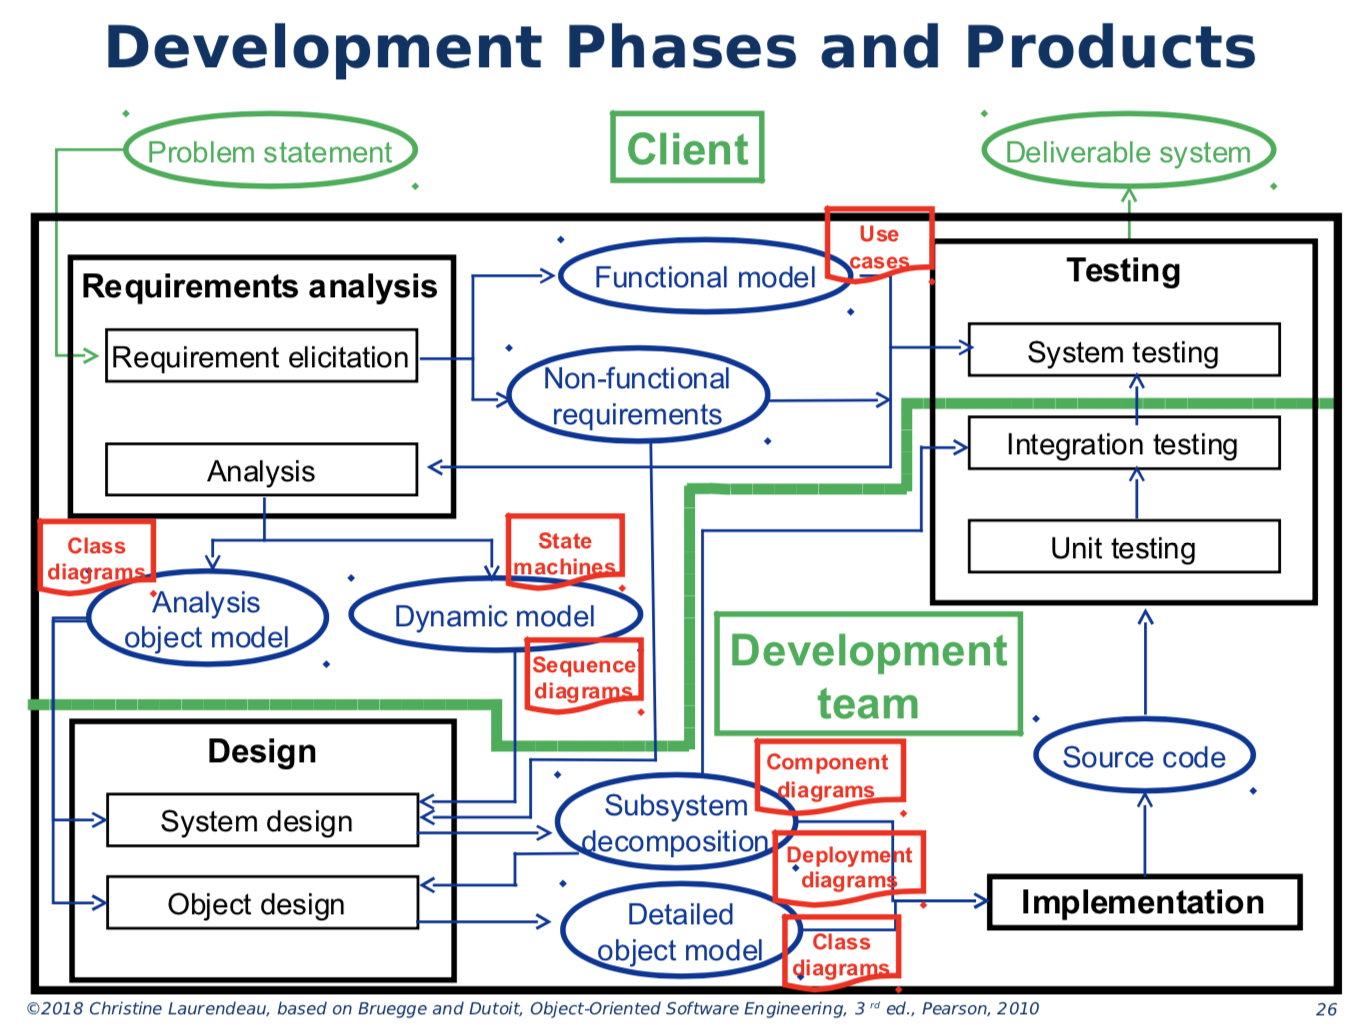 Development Phases and Products
Problem statement
Client
Deliverable system
Use
cases
Requirements analysis
Functional model
Testing
Requirement elicitation
Non-functional
requirements
System testing
Analysis
Integration testing
Class
diagrams
State
machines
Unit testing
Analysis
object model
Dynamic model
Sequence
diagrams
Development
team
Design
Component
diagrams
Source code
System design
Subsystem
decomposition
Deployment
diagrams
Object design
Detailed
object model
Implementation
Class
diagrams
©2018 Christine Laurendeau, based on Bruegge and Dutoit, Object-Oriented Software Engineering, 3 rd ed., Pearson, 2010
26